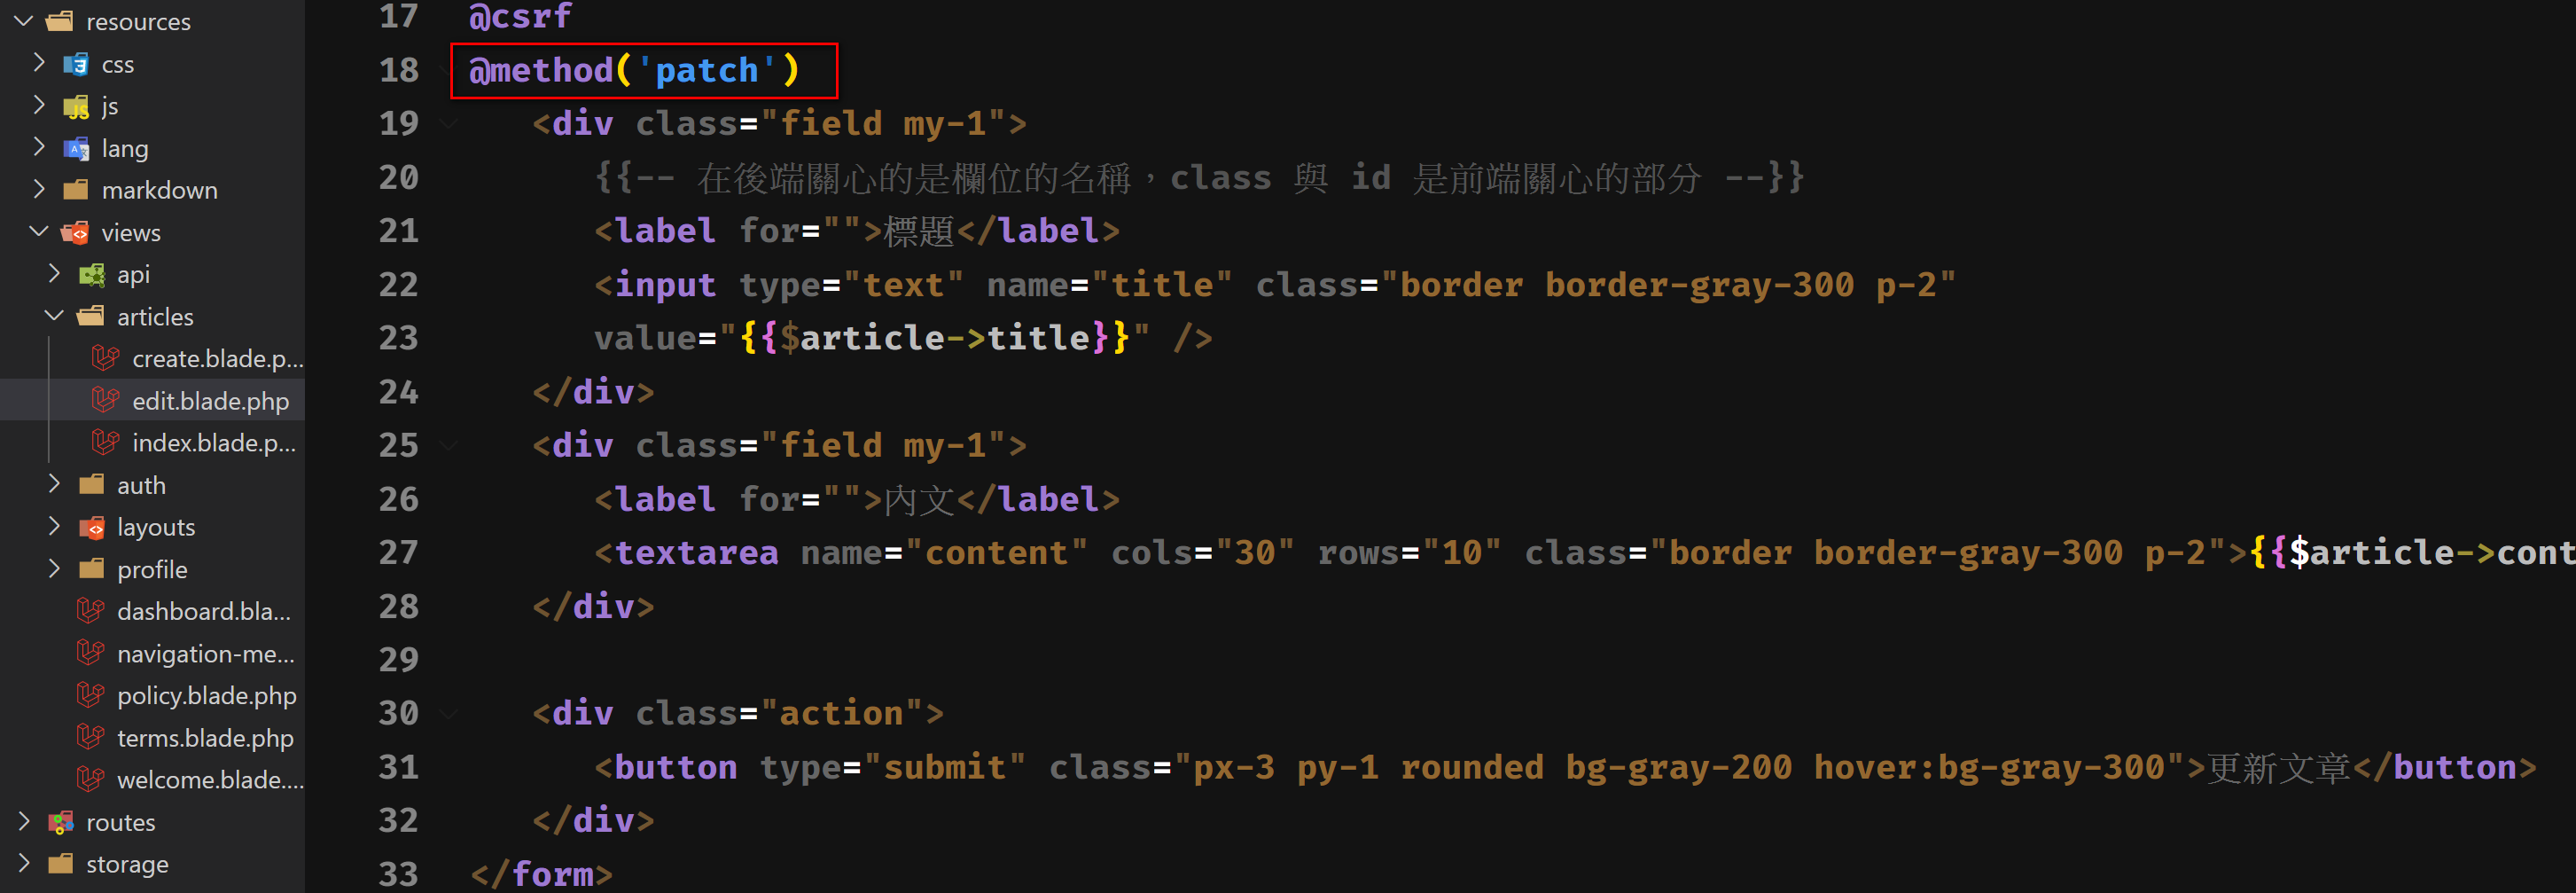 resources
css
js
lang
markdown
views
api
articles
create.blade.p...
edit.blade.php
index.blade.p...
auth
layouts
profile
dashboard.bla...
navigation-me...
policy.blade.php
terms.blade.php
welcome.blade....
routes
storage
17 @csrf
18 @method('patch')
19 <div class="field my-1">
20 {{-- 在後端關心的是欄位的名稱，class 與 id 是前端關心的部分 --}}
21 <label for="">標題</label>
22 <input type="text" name="title" class="border border-gray-300 p-2"
23 value="{{$article->title}}" />
24 </div>
25 <div class="field my-1">
26 <label for="">內文</label>
27 <textarea name="content" cols="30" rows="10" class="border border-gray-300 p-2">{{$article->cont
28 </div>
29
30 <div class="action">
31 <button type="submit" class="px-3 py-1 rounded bg-gray-200 hover:bg-gray-300">更新文章</button>
32 </div>
33 </form>